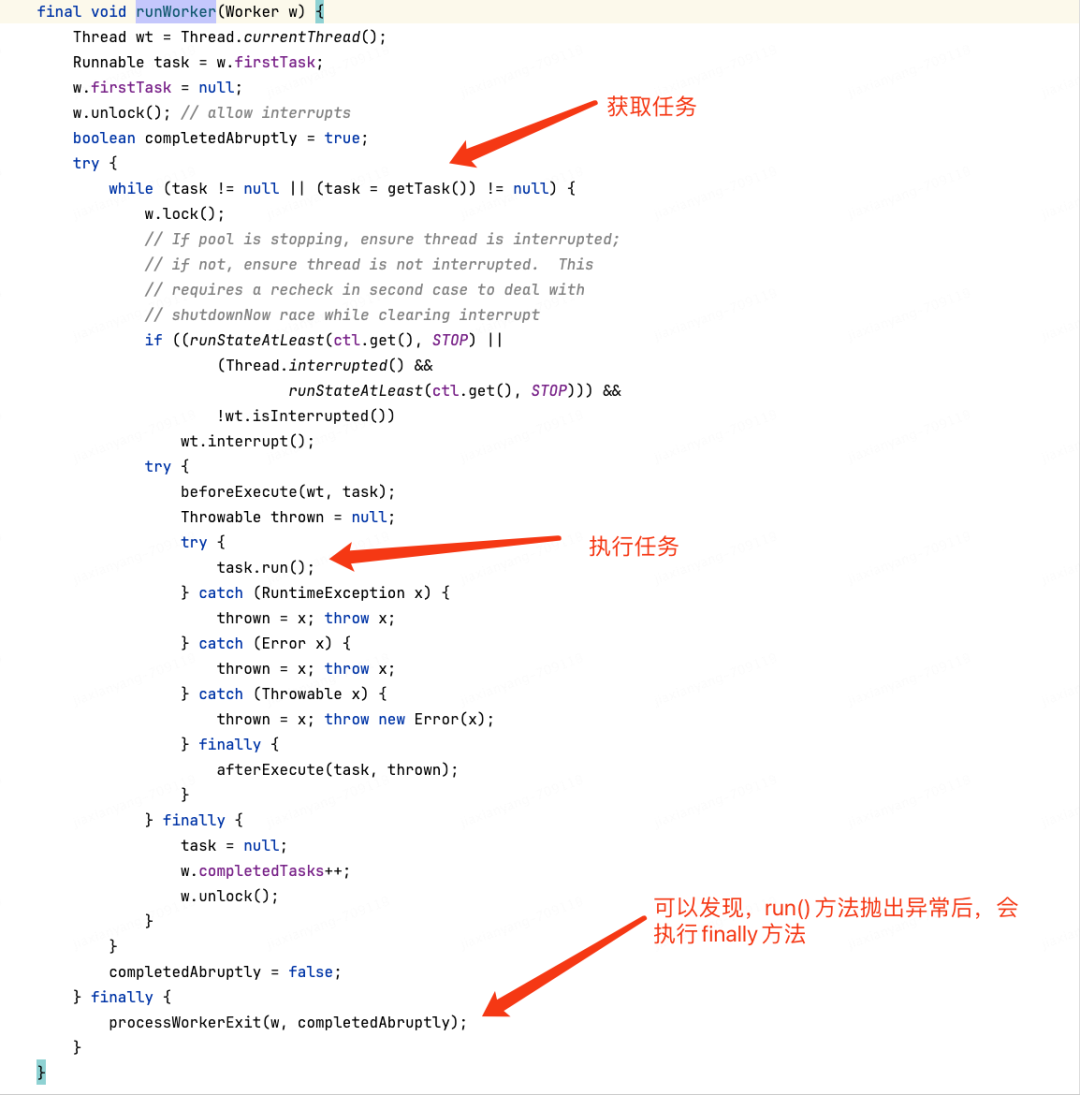 final void runWorker(Worker w) {
    Thread wt = Thread.currentThread();
    Runnable task = w.firstTask;
    w.firstTask = null;
    w.unlock(); // allow interrupts
获取任务
    boolean completedAbruptly = true;
    try {
        while (task != null || (task = getTask()) != null) {
            w.lock();
            // If pool is stopping, ensure thread is interrupted;
            // if not, ensure thread is not interrupted.  This
            // requires a recheck in second case to deal with
            // shutdownNow race while clearing interrupt
            if ((runStateAtLeast(ctl.get(), STOP) ||
                    (Thread.interrupted() &&
                            runStateAtLeast(ctl.get(), STOP))) &&
                    !wt.isInterrupted())
                wt.interrupt();
            try {
                beforeExecute(wt, task);
                Throwable thrown = null;
                try {
执行任务
                    task.run();
                } catch (RuntimeException x) {
                    thrown = x; throw x;
                } catch (Error x) {
                    thrown = x; throw x;
                } catch (Throwable x) {
                    thrown = x; throw new Error(x);
                } finally {
                    afterExecute(task, thrown);
                }
            } finally {
                task = null;
                w.completedTasks++;
                w.unlock();
            }
可以发现，run()方法抛出异常后，会
执行finally方法
        }
        completedAbruptly = false;
    } finally {
        processWorkerExit(w, completedAbruptly);
    }
}